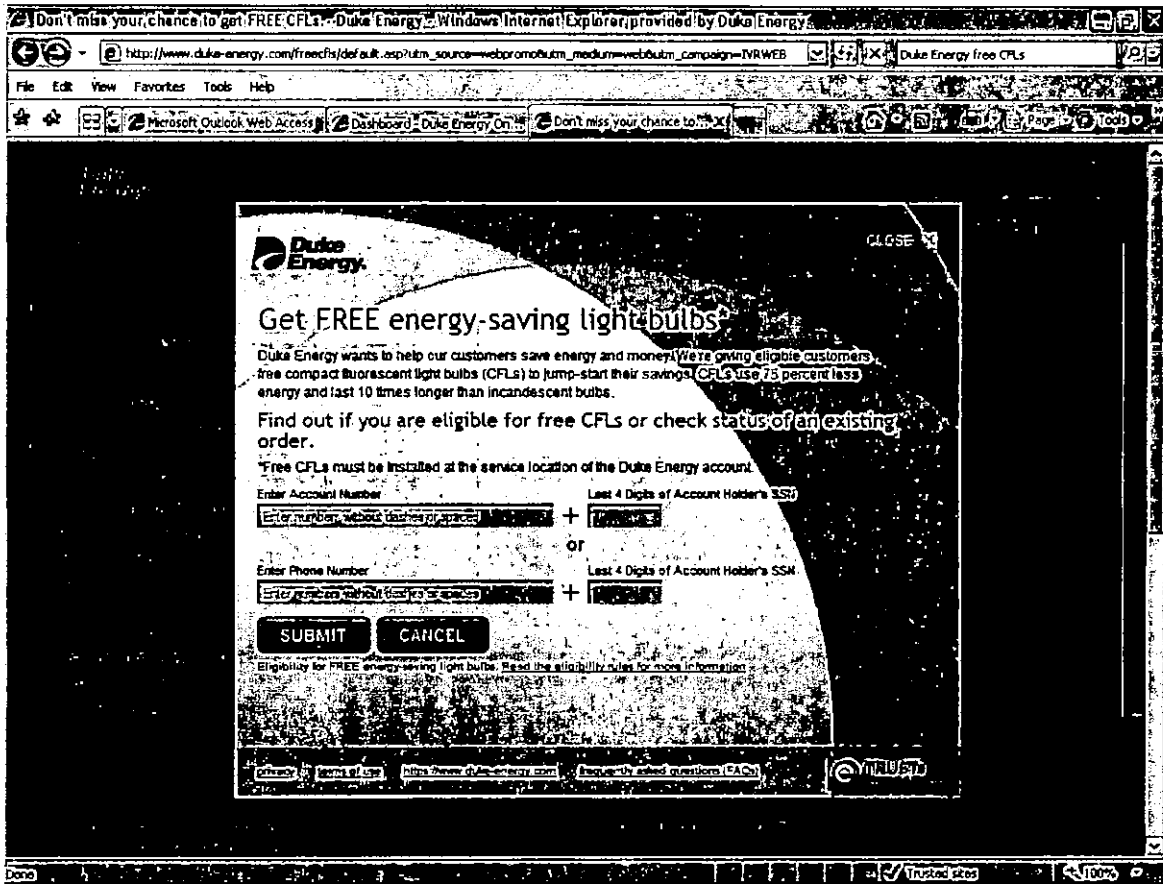 Don't miss your chance to get FREE CFLs. - Duke Energy - Windows Internet Explorer provided by Duke Energy
http://www.duke-energy.com/freecfls/default.asp?utm_source=webpromo&utm_medium=web&utm_campaign=IVRWEB
Duke Energy free CFLs
File Edit View Favorites Tools Help
Microsoft Outlook Web Access
Dashboard - Duke Energy On...
Don't miss your chance to...
Page
Tools
Duke
Energy
Duke
Energy.
CLOSE X
Get FREE energy-saving light bulbs*
Duke Energy wants to help our customers save energy and money. We're giving eligible customers
free compact fluorescent light bulbs (CFLs) to jump-start their savings. CFLs use 75 percent less
energy and last 10 times longer than incandescent bulbs.
Find out if you are eligible for free CFLs or check status of an existing
order.
*Free CFLs must be installed at the service location of the Duke Energy account.
Enter Account Number
Last 4 Digits of Account Holder's SSN
Enter numbers without dashes or spaces
+
or
Enter Phone Number
Last 4 Digits of Account Holder's SSN
Enter numbers without dashes or spaces
+
SUBMIT
CANCEL
Eligibility for FREE energy-saving light bulbs. Read the eligibility rules for more information
privacy
terms of use
http://www.duke-energy.com
frequently asked questions (FAQs)
TRUSTe
Done
Trusted sites
100%